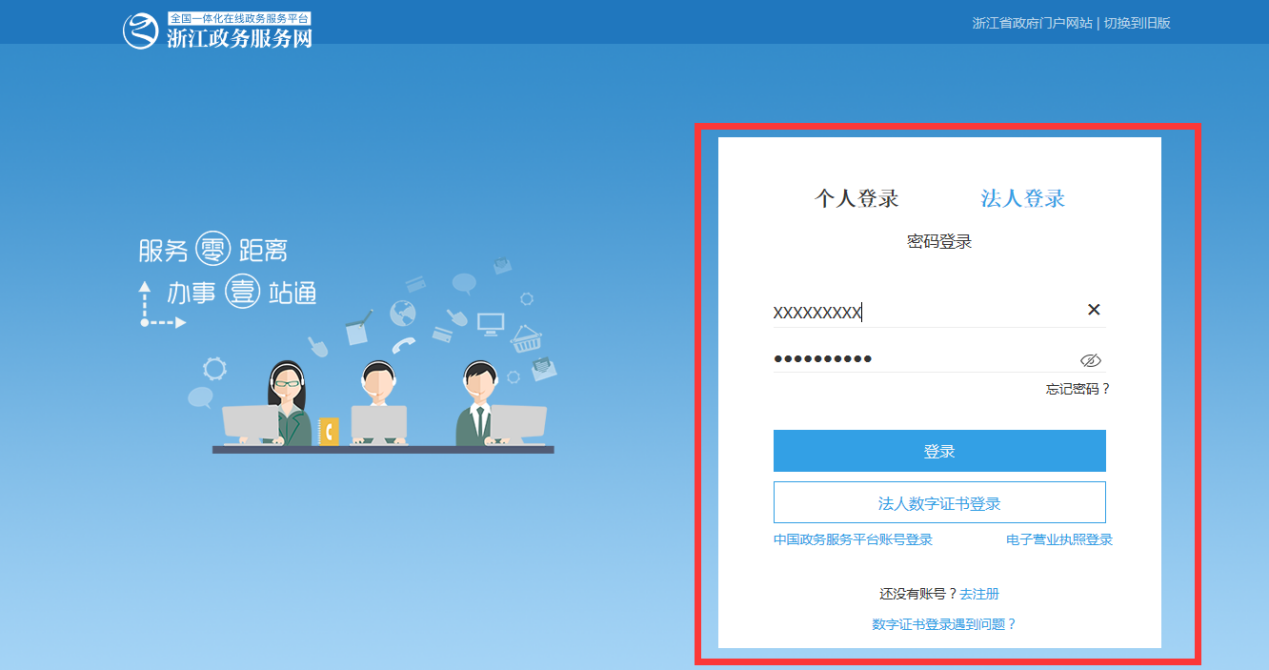 全国一体化在线政务服务平台
浙江政务服务网
浙江省政府门户网站 | 切换到旧版
服务零距离
办事壹站通
个人登录 法人登录
密码登录
XXXXXXXXX
●●●●●●●●●●
忘记密码？
登录
法人数字证书登录
中国政务服务平台账号登录 电子营业执照登录
还没有账号？去注册
数字证书登录遇到问题？